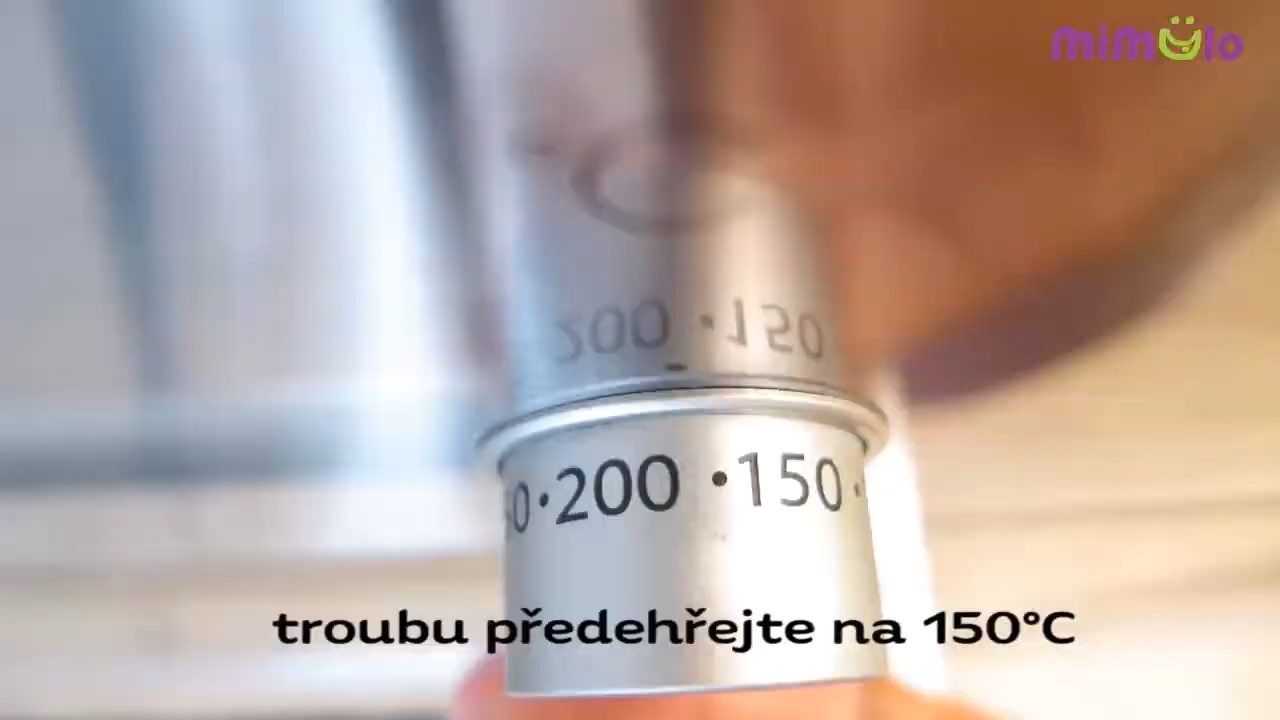 mimulo
200 •150
0•200 •150•
troubu předehřejte na 150°C